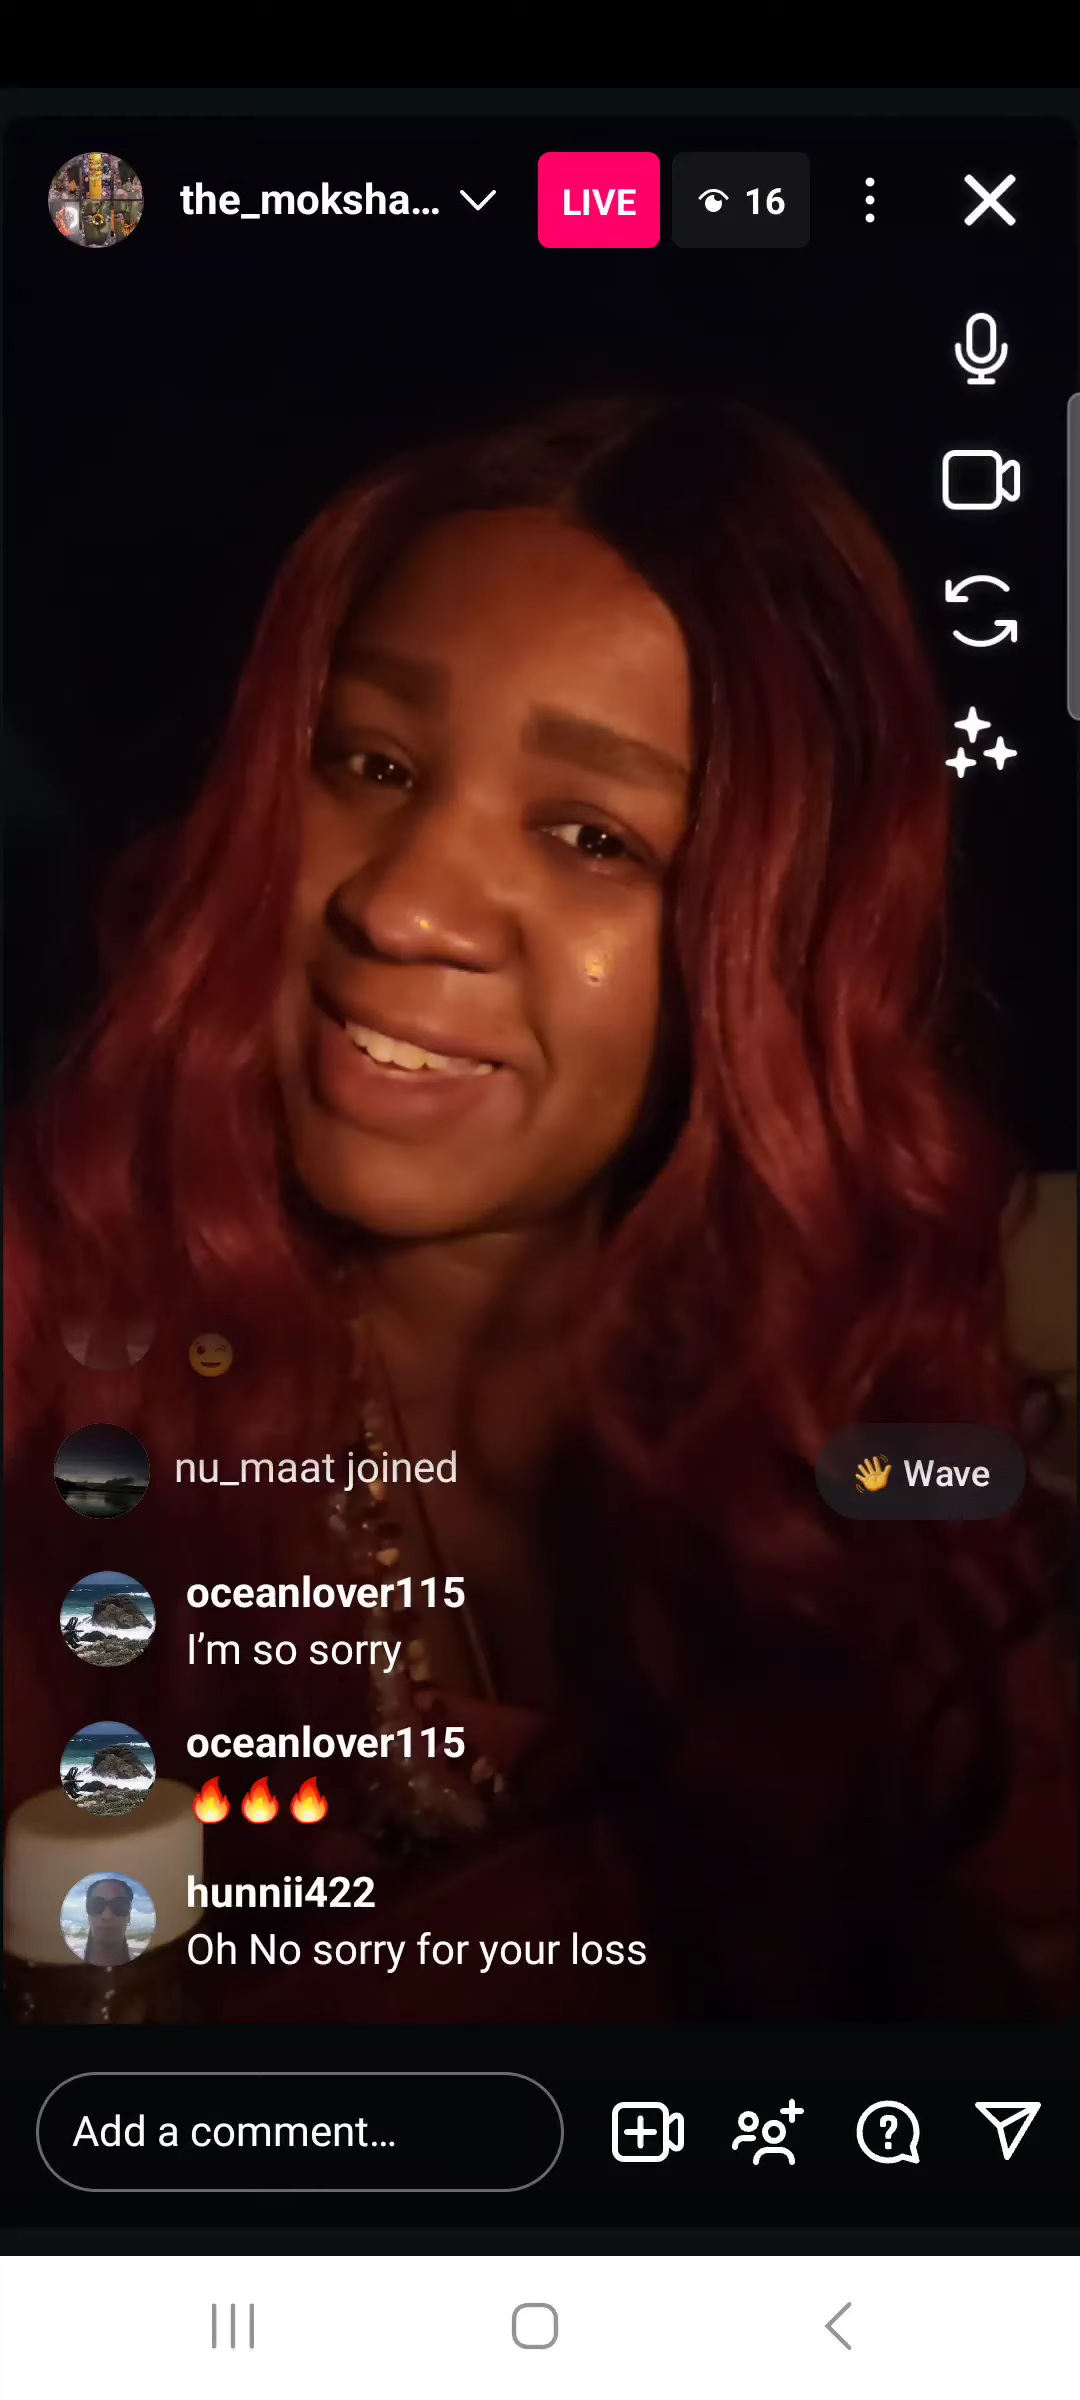 the_moksha...
LIVE
16
nu_maat joined
👋 Wave
oceanlover115
I’m so sorry
oceanlover115
🔥🔥🔥
hunnii422
Oh No sorry for your loss
Add a comment...